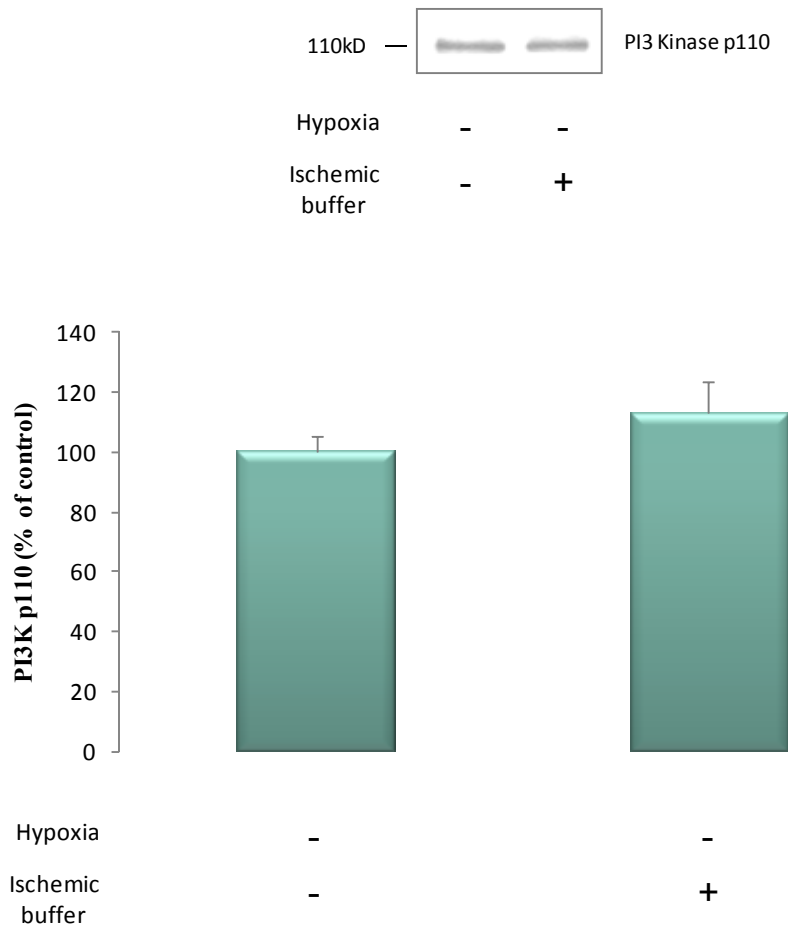 110kD — PI3 Kinase p110
Hypoxia - -
Ischemic
buffer - +
PI3K p110 (% of control)
140
120
100
80
60
40
20
0
Hypoxia - -
Ischemic
buffer - +